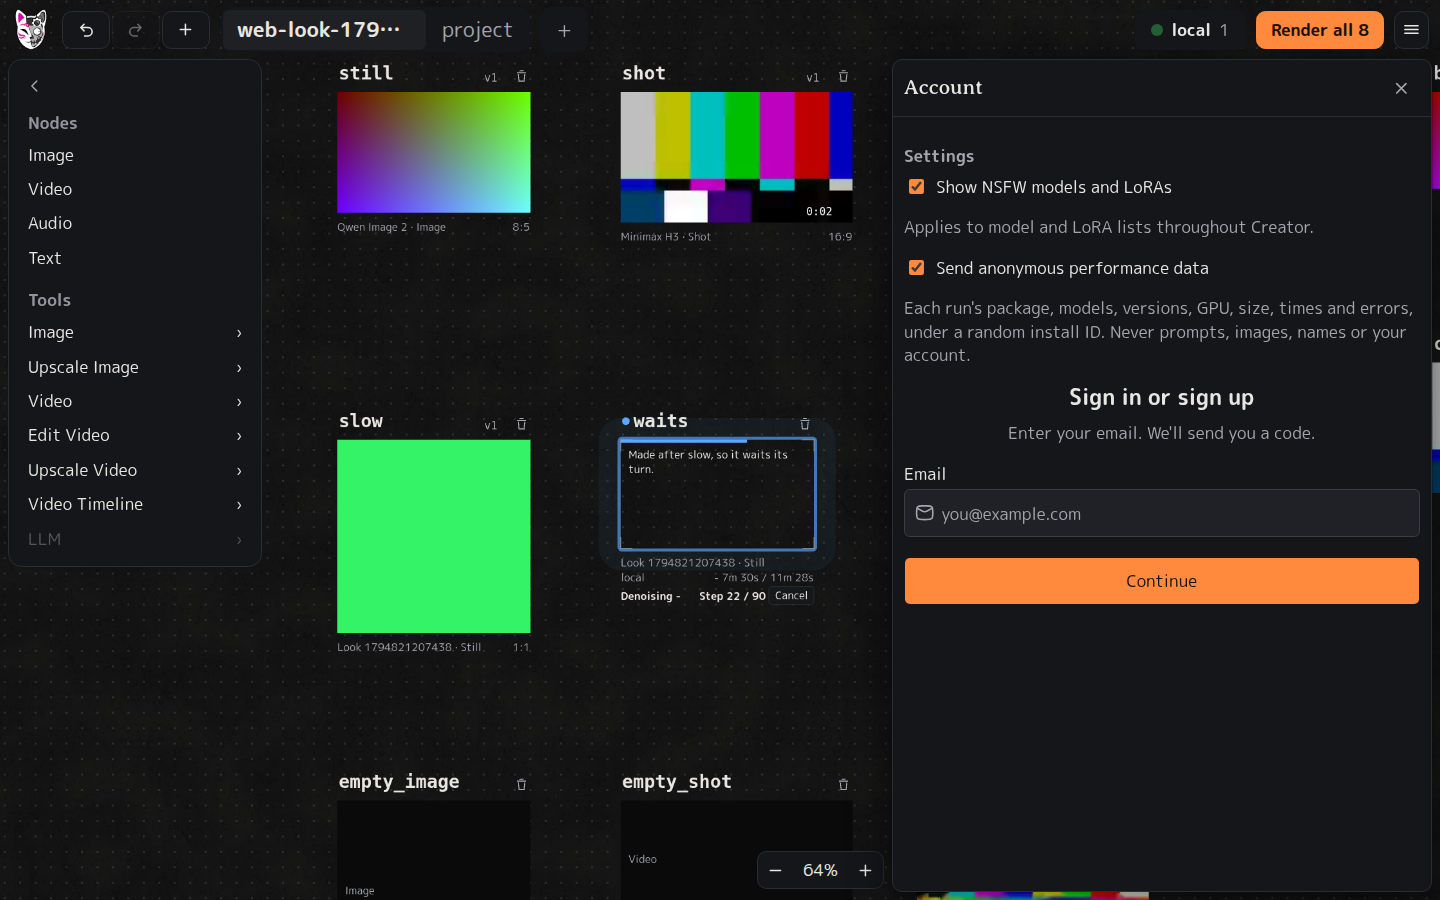 web-look-179···
project
local 1
Render all 8
Nodes
Image
Video
Audio
Text
Tools
Image
Upscale Image
Video
Edit Video
Upscale Video
Video Timeline
LLM
still v1
Qwen Image 2 · Image 8:5
shot v1
0:02
Minimax H3 · Shot 16:9
slow v1
Look 1794821207438 · Still 1:1
waits
Made after slow, so it waits its
turn.
Look 1794821207438 · Still
local - 7m 30s / 11m 28s
Denoising - Step 22 / 90 Cancel
empty_image
Image
empty_shot
Video
64%
Account
Settings
Show NSFW models and LoRAs
Applies to model and LoRA lists throughout Creator.
Send anonymous performance data
Each run's package, models, versions, GPU, size, times and errors,
under a random install ID. Never prompts, images, names or your
account.
Sign in or sign up
Enter your email. We'll send you a code.
Email
you@example.com
Continue